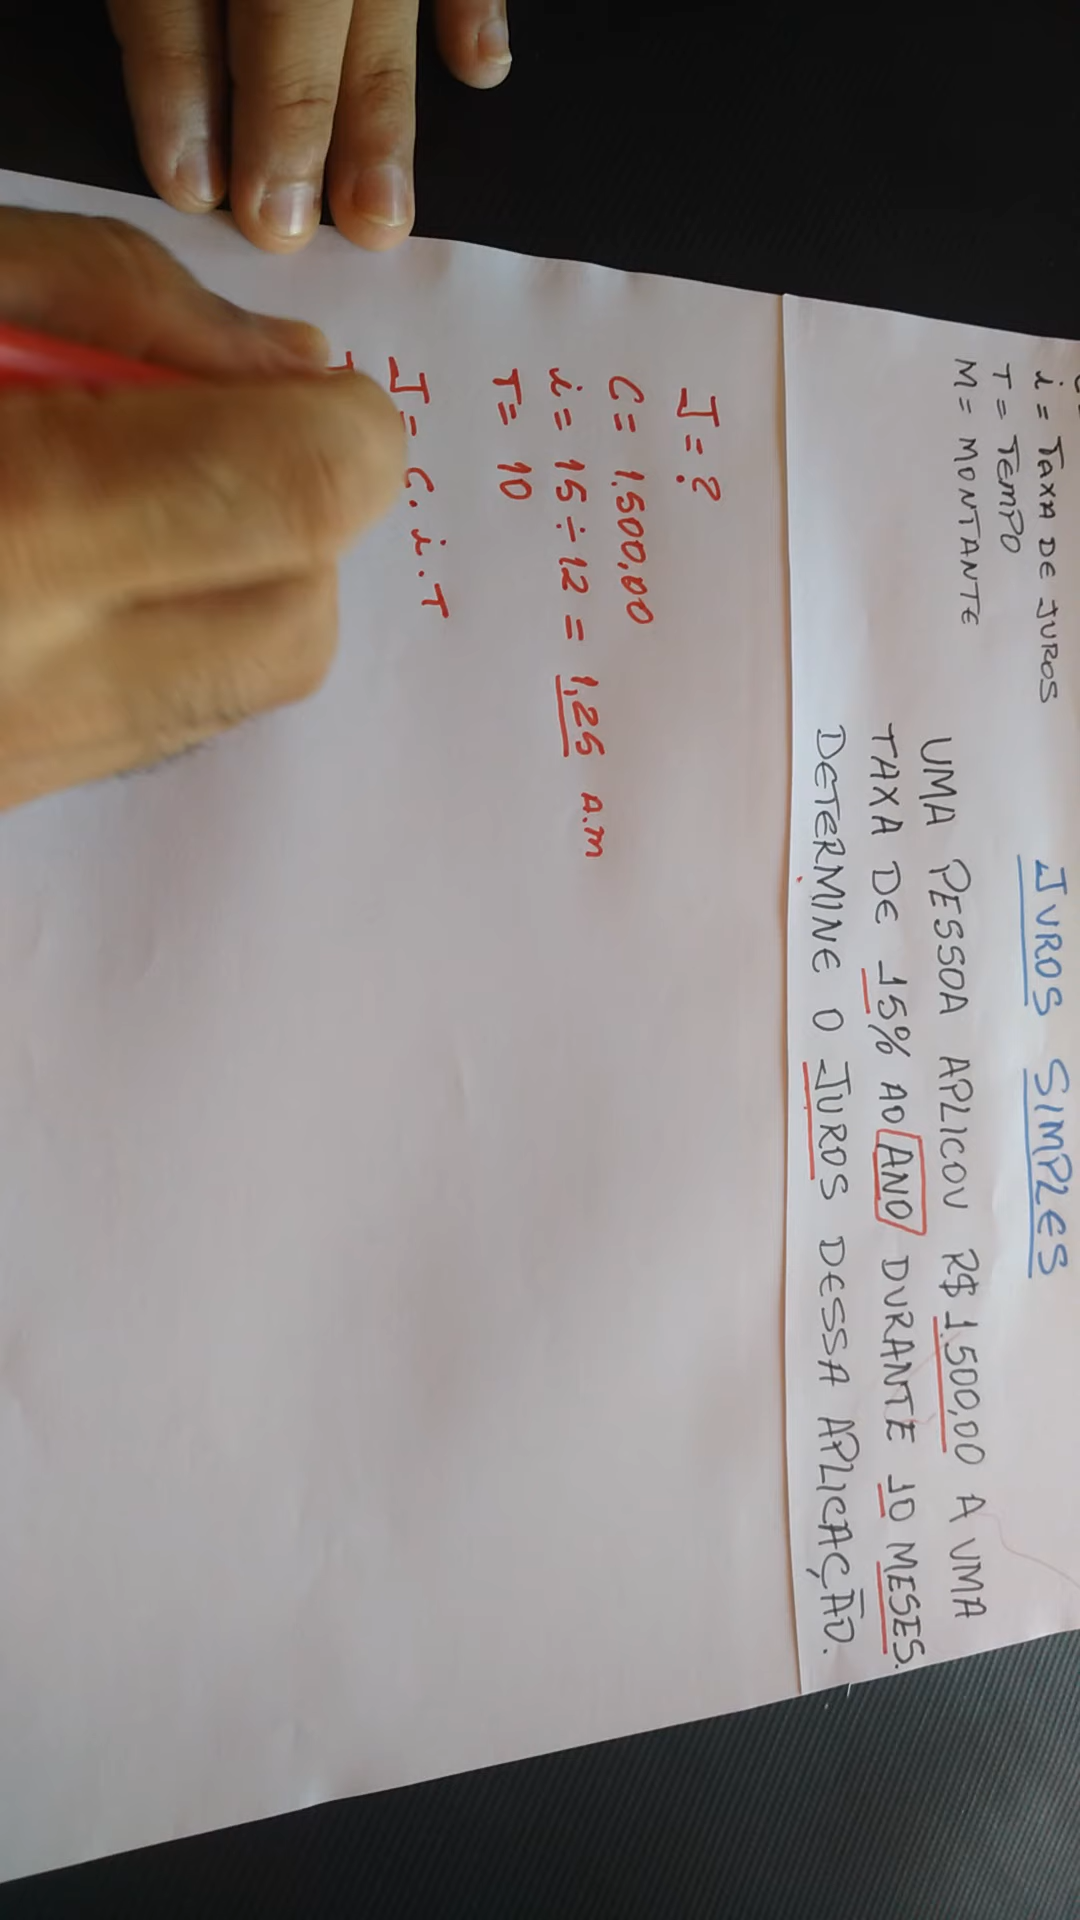 i = TAXA DE JUROS
T = TEMPO
M = MONTANTE
JUROS SIMPLES
UMA PESSOA APLICOU R$ 1.500,00 A UMA
TAXA DE 15% AO ANO DURANTE 10 MESES.
DETERMINE O JUROS DESSA APLICAÇÃO.
J = ?
C = 1.500,00
i = 15 ÷ 12 = 1,25 A.M
T = 10
J = C . i . T